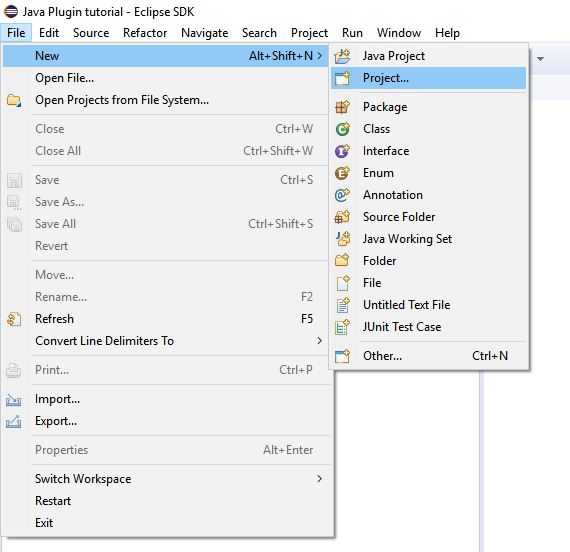 Java Plugin tutorial - Eclipse SDK
File Edit Source Refactor Navigate Search Project Run Window Help
New Alt+Shift+N
Open File...
Open Projects from File System...
Close Ctrl+W
Close All Ctrl+Shift+W
Save Ctrl+S
Save As...
Save All Ctrl+Shift+S
Revert
Move...
Rename... F2
Refresh F5
Convert Line Delimiters To
Print... Ctrl+P
Import...
Export...
Properties Alt+Enter
Switch Workspace
Restart
Exit
Java Project
Project...
Package
Class
Interface
Enum
Annotation
Source Folder
Java Working Set
Folder
File
Untitled Text File
JUnit Test Case
Other... Ctrl+N